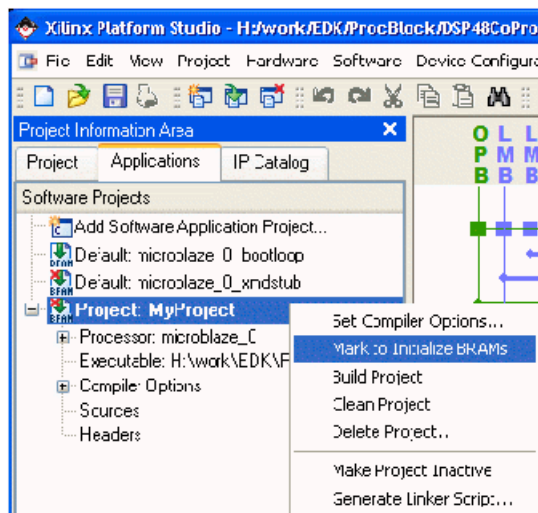 Xilinx Platform Studio - H:/work/EDK/ProcBlock/DSP48CoPro
File Edit View Project Hardware Software Device Configura
Project Information Area
Project Applications IP Catalog
Software Projects
Add Software Application Project...
Default: microblaze_0_bootloop
Default: microblaze_0_xmdstub
Project: MyProject
Processor: microblaze_0
Executable: H:\work\EDK\F
Compiler Options
Sources
Headers
Set Compiler Options...
Mark to Initialize BRAMs
Build Project
Clean Project
Delete Project...
Make Project Inactive
Generate Linker Script...
O L L
P M M
B B B